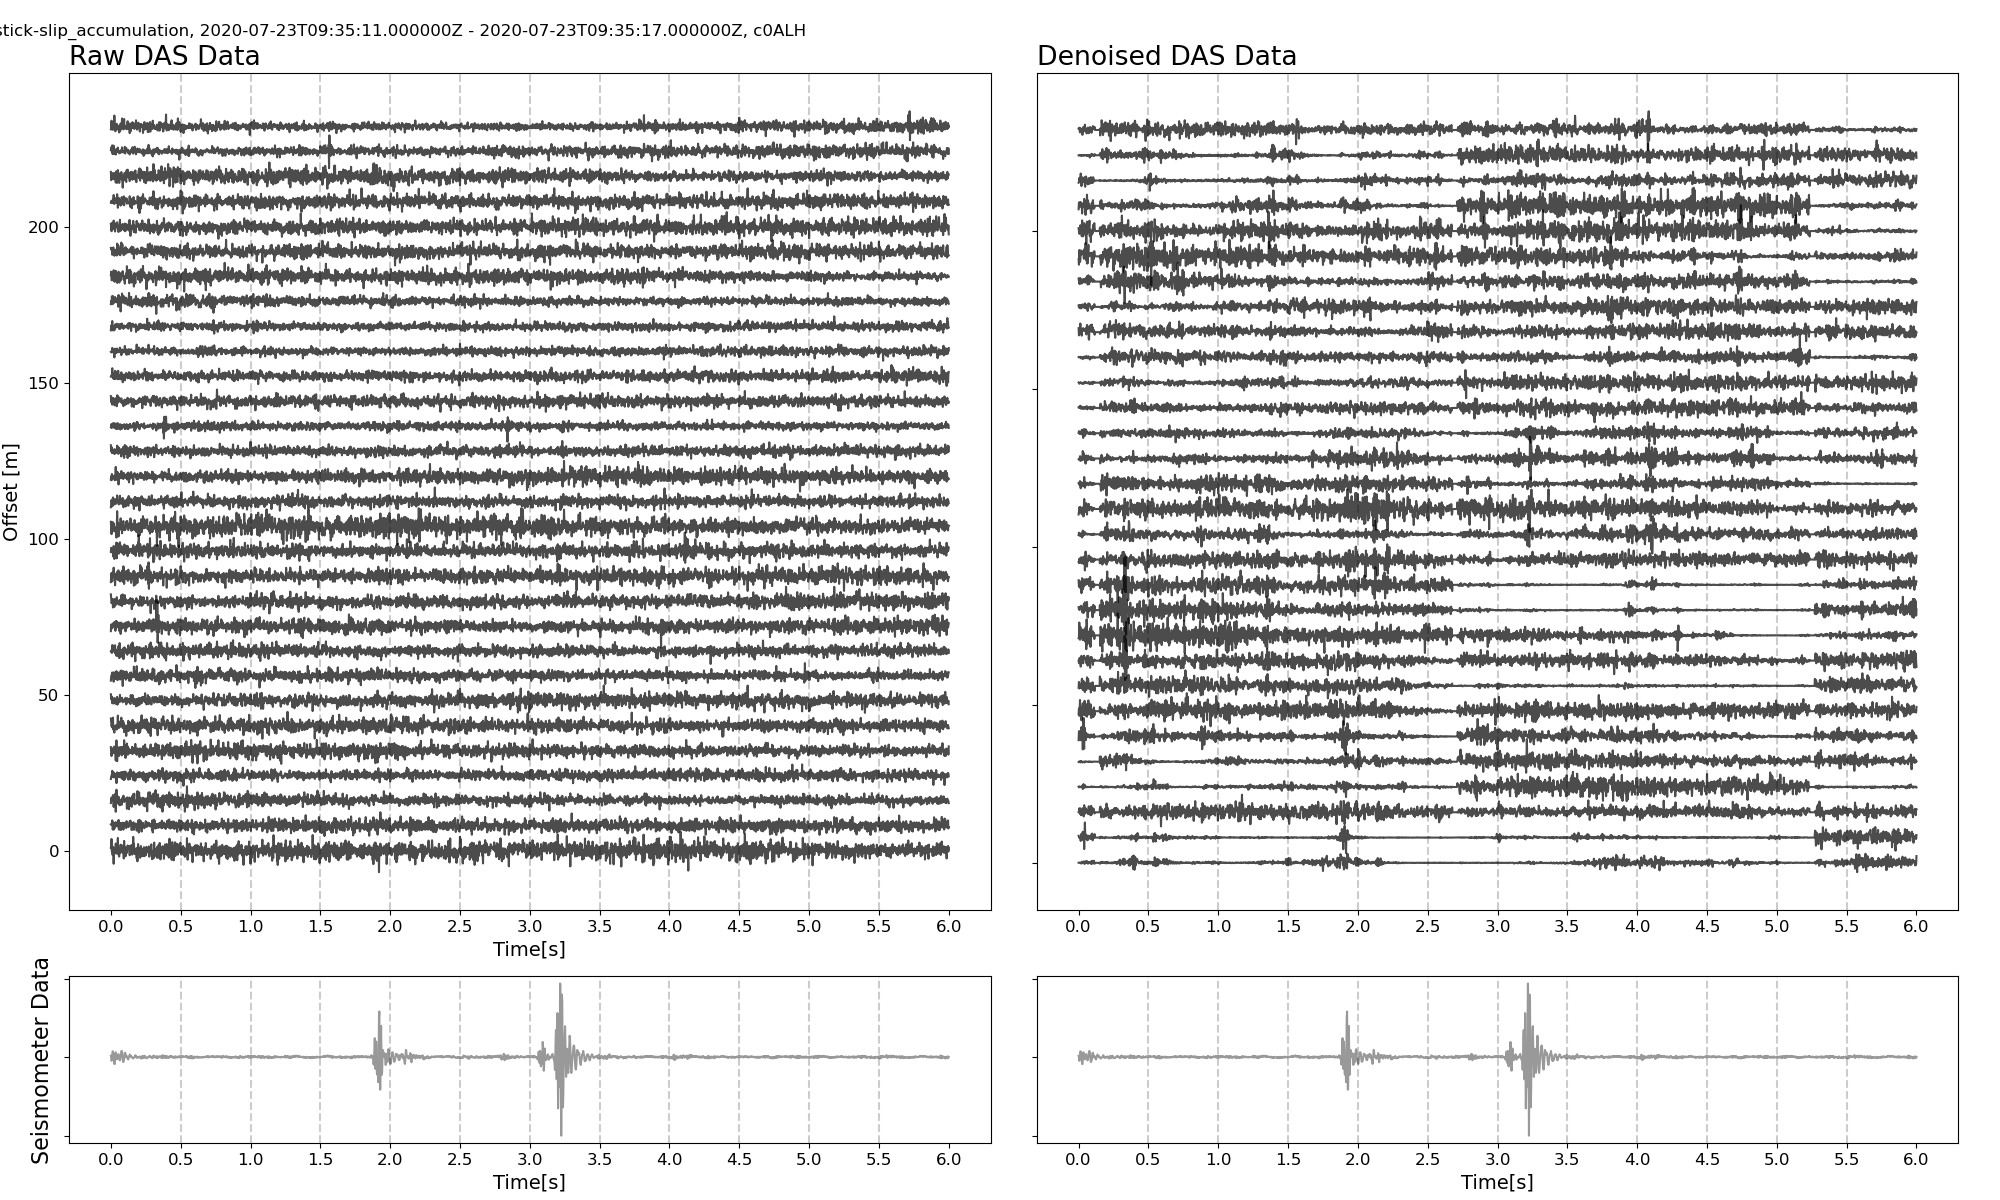 stick-slip_accumulation, 2020-07-23T09:35:11.000000Z - 2020-07-23T09:35:17.000000Z, c0ALH
Raw DAS Data
Denoised DAS Data
Offset [m]
200
150
100
50
0
0.0 0.5 1.0 1.5 2.0 2.5 3.0 3.5 4.0 4.5 5.0 5.5 6.0
Time[s]
0.0 0.5 1.0 1.5 2.0 2.5 3.0 3.5 4.0 4.5 5.0 5.5 6.0
Seismometer Data
0.0 0.5 1.0 1.5 2.0 2.5 3.0 3.5 4.0 4.5 5.0 5.5 6.0
Time[s]
0.0 0.5 1.0 1.5 2.0 2.5 3.0 3.5 4.0 4.5 5.0 5.5 6.0
Time[s]